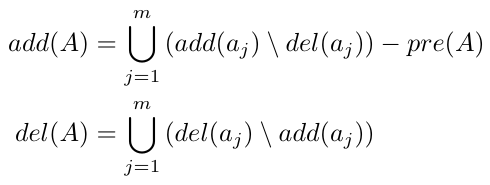 add(A) = ⋃_{j=1}^{m} (add(a_j) \ del(a_j)) − pre(A)
del(A) = ⋃_{j=1}^{m} (del(a_j) \ add(a_j))